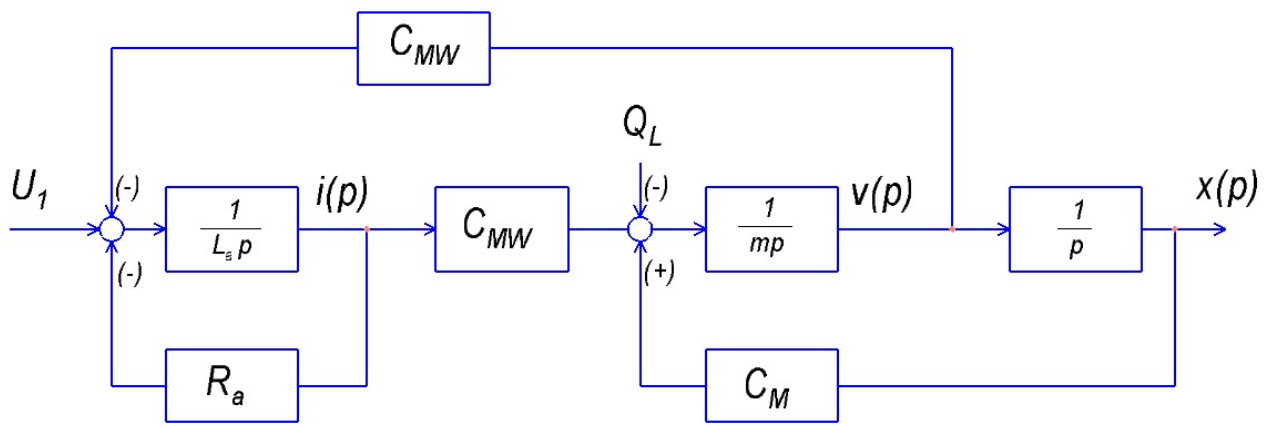 C_MW
Q_L
U_1
(-)
1
L_a p
i(p)
C_MW
(-)
1
mp
v(p)
1
p
x(p)
(-)
(+)
R_a
C_M